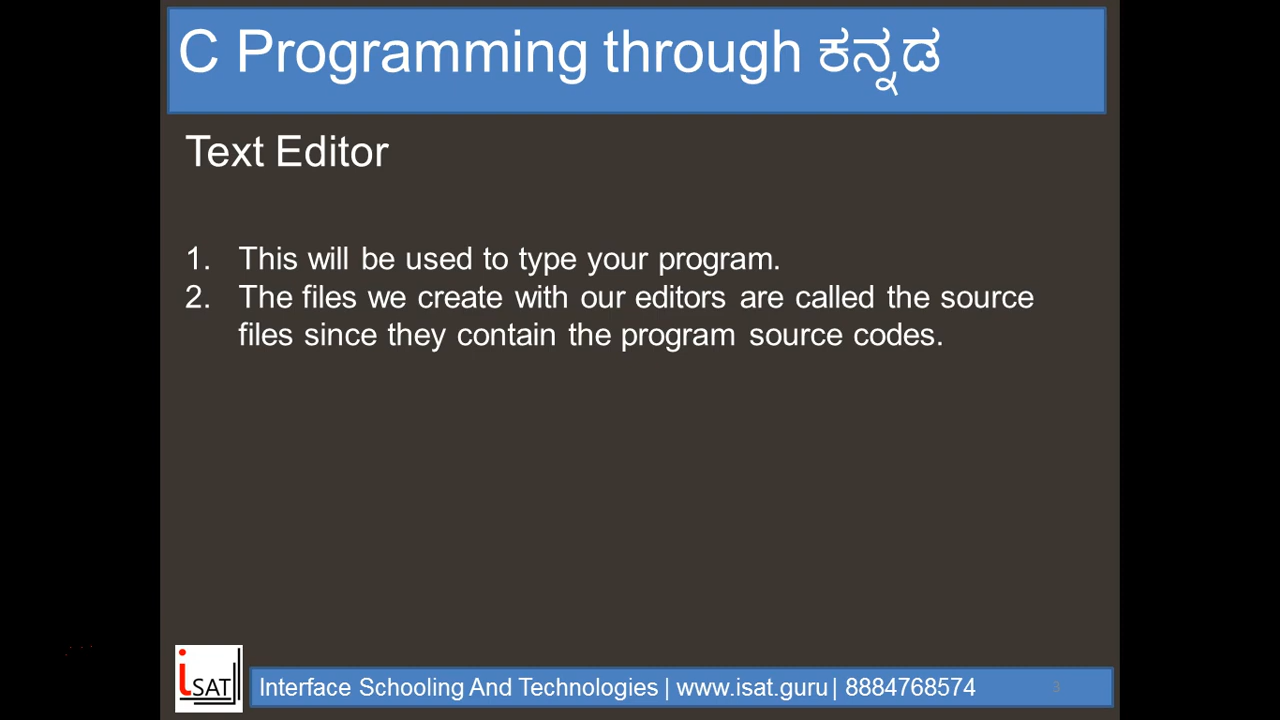 C Programming through ಕನ್ನಡ
Text Editor
1. This will be used to type your program.
2. The files we create with our editors are called the source
files since they contain the program source codes.
iSAT
Interface Schooling And Technologies | www.isat.guru | 8884768574
3